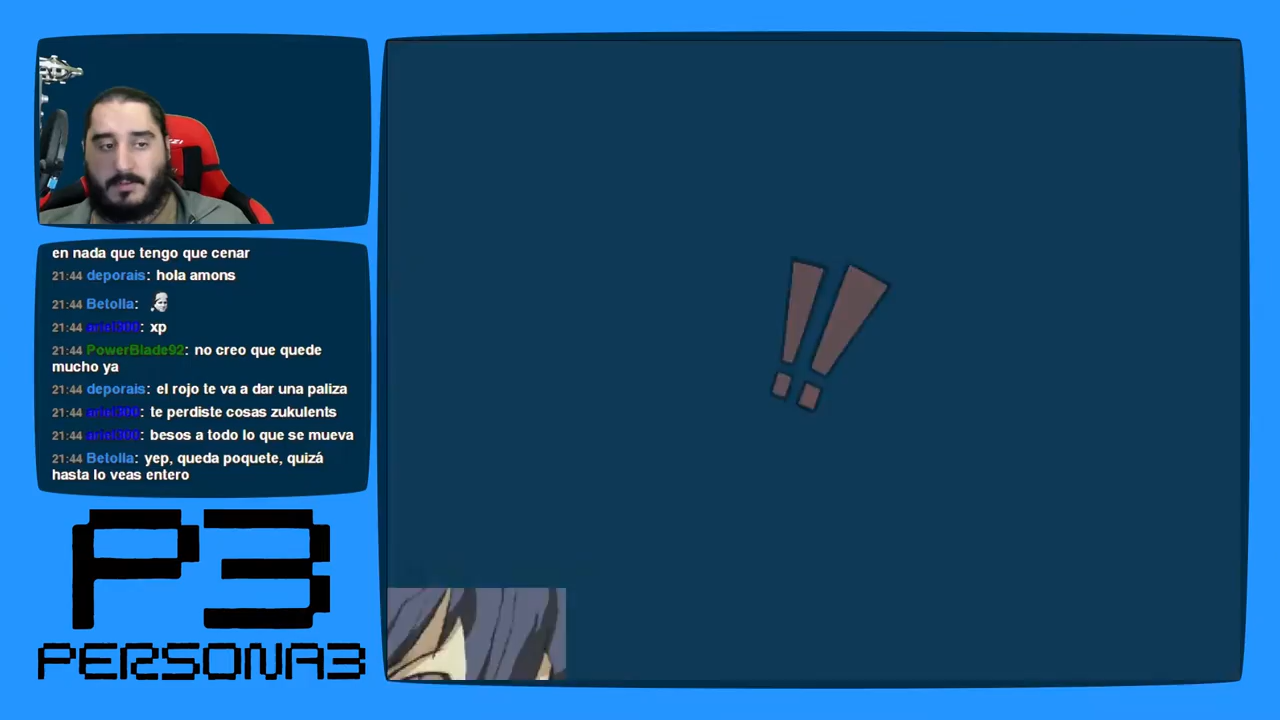 en nada que tengo que cenar
21:44 deporais: hola amons
21:44 Betolla:
21:44 : xp
21:44 PowerBlade92: no creo que quede
mucho ya
21:44 deporais: el rojo te va a dar una paliza
21:44 : te perdiste cosas zukulents
21:44 : besos a todo lo que se mueva
21:44 Betolla: yep, queda poquete, quizá
hasta lo veas entero
P3
PERSONA3
!!